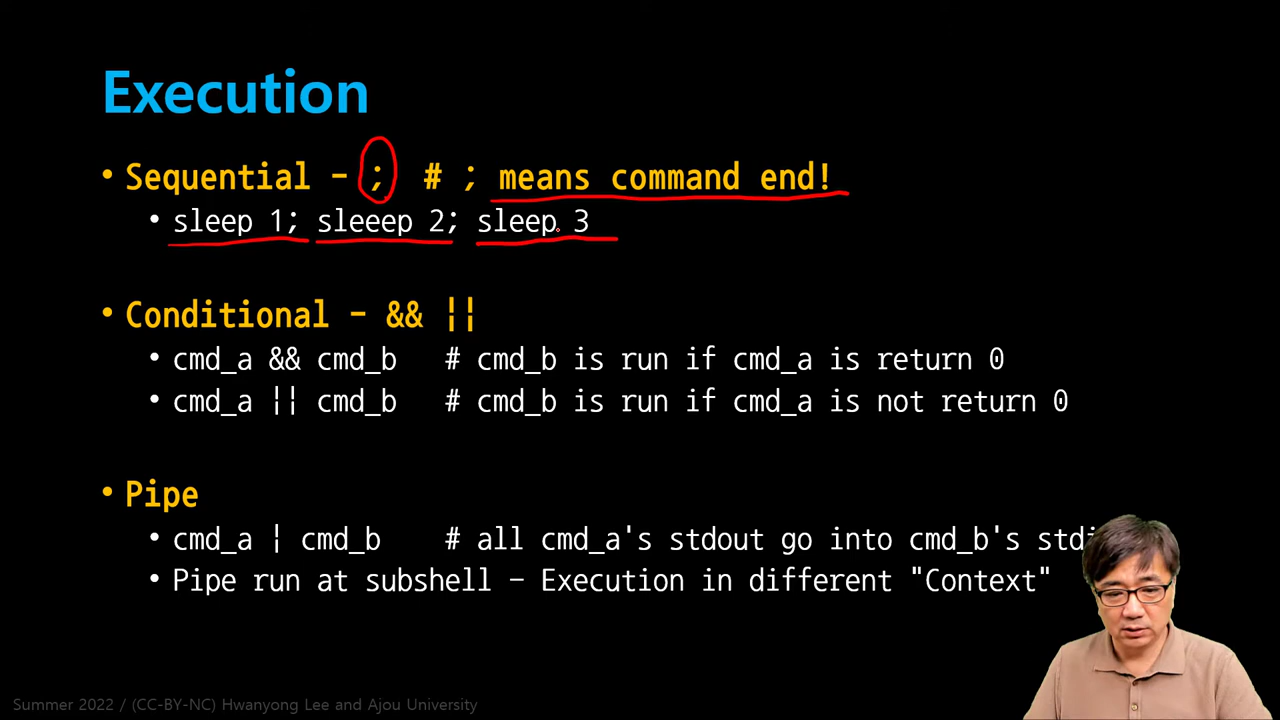 Execution
• Sequential - ; # ; means command end!
• sleep 1; sleeep 2; sleep 3
• Conditional - && ||
• cmd_a && cmd_b # cmd_b is run if cmd_a is return 0
• cmd_a || cmd_b # cmd_b is run if cmd_a is not return 0
• Pipe
• cmd_a | cmd_b # all cmd_a's stdout go into cmd_b's
• Pipe run at subshell - Execution in different "Context"
Summer 2022 / (CC-BY-NC) Hwanyong Lee and Ajou University